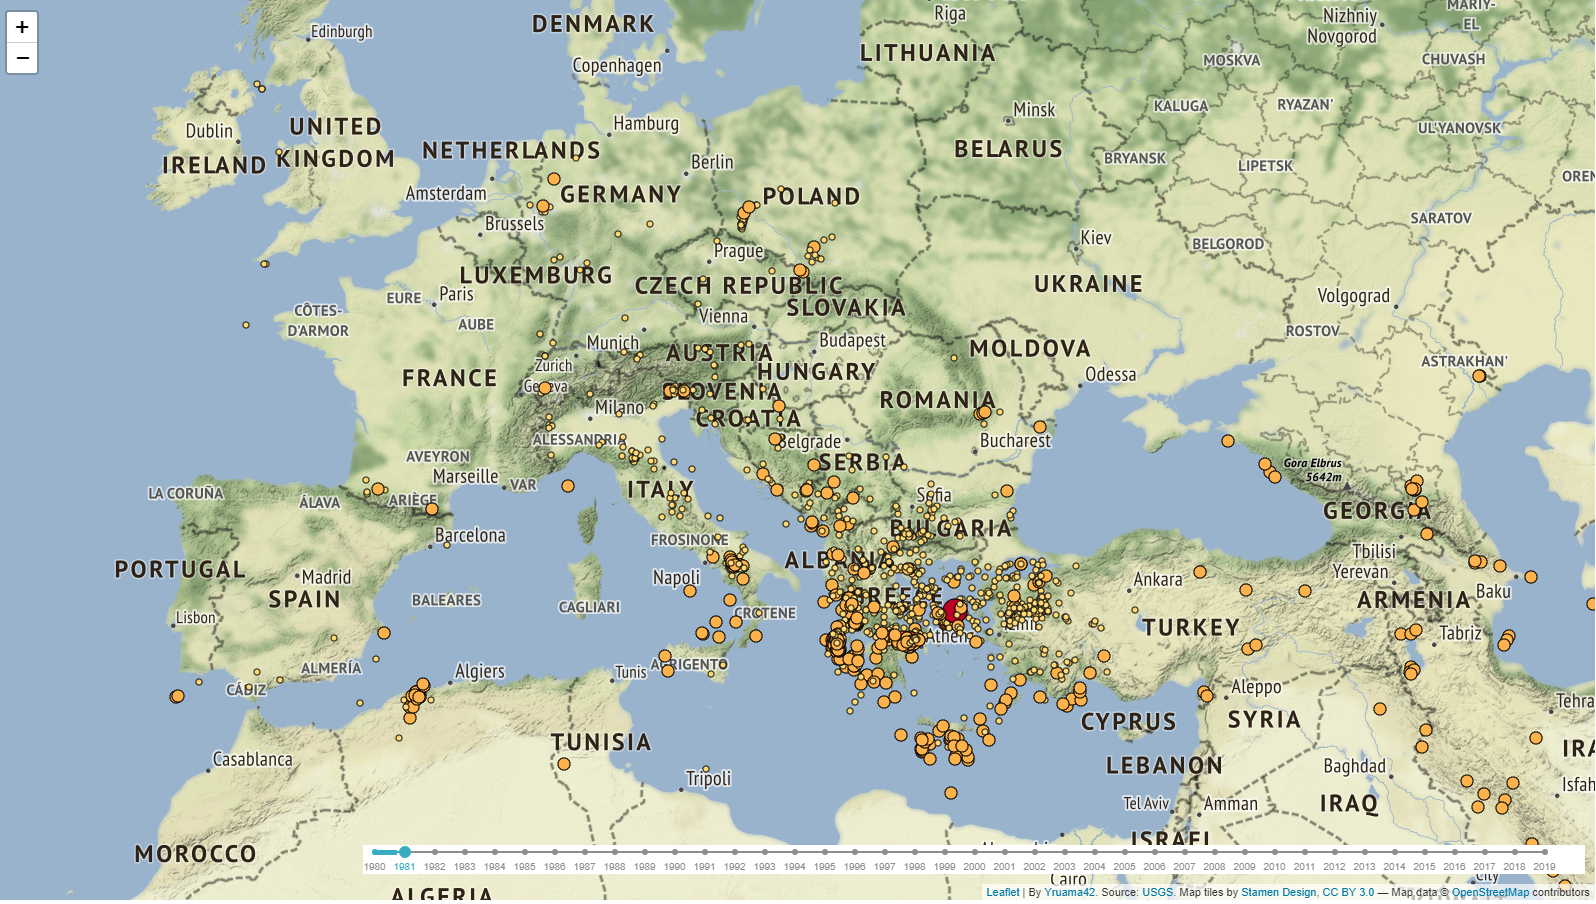 +
−
DENMARK
Riga
MARIY-
EL
Nizhniy
Novgorod
Edinburgh
LITHUANIA
Copenhagen
MOSKVA
CHUVASH
KALUGA
RYAZAN'
Minsk
Dublin
UNITED
KINGDOM
Hamburg
UL'YANOVSK
IRELAND
NETHERLANDS
Berlin
BELARUS
BRYANSK
LIPETSK
OREN
Amsterdam
GERMANY
POLAND
Brussels
SARATOV
Kiev
BELGOROD
Prague
LUXEMBURG
CZECH REPUBLIC
UKRAINE
EURE
Paris
SLOVAKIA
Volgograd
CÔTES-
D'ARMOR
AUBE
Vienna
ROSTOV
Munich
AUSTRIA
Budapest
MOLDOVA
ASTRAKHAN'
Zurich
HUNGARY
Odessa
FRANCE
Geneva
SLOVENIA
ROMANIA
Milano
CROATIA
ALESSANDRIA
Belgrade
Bucharest
AVEYRON
SERBIA
Gora Elbrus
5642m
Marseille
VAR
ITALY
LA CORUÑA
ÁLAVA
ARIÈGE
Sofia
GEORGIA
BULGARIA
Barcelona
FROSINONE
Tbilisi
PORTUGAL
Madrid
Napoli
ALBANIA
Ankara
Yerevan
SPAIN
BALEARES
CAGLIARI
CROTENE
GREECE
ARMENIA
Baku
Lisbon
Athens
Izmir
TURKEY
Tabriz
ALMERÍA
Algiers
Tunis
AGRIGENTO
CÁDIZ
Aleppo
Tehra
CYPRUS
SYRIA
TUNISIA
IRA
Casablanca
LEBANON
Baghdad
Tripoli
Isfah
Tel Aviv
Amman
IRAQ
ISRAEL
MOROCCO
1980 1981 1982 1983 1984 1985 1986 1987 1988 1989 1990 1991 1992 1993 1994 1995 1996 1997 1998 1999 2000 2001 2002 2003 2004 2005 2006 2007 2008 2009 2010 2011 2012 2013 2014 2015 2016 2017 2018 2019
Cairo
City
ALGERIA
Leaflet | By Yruama42. Source: USGS. Map tiles by Stamen Design, CC BY 3.0 — Map data © OpenStreetMap contributors